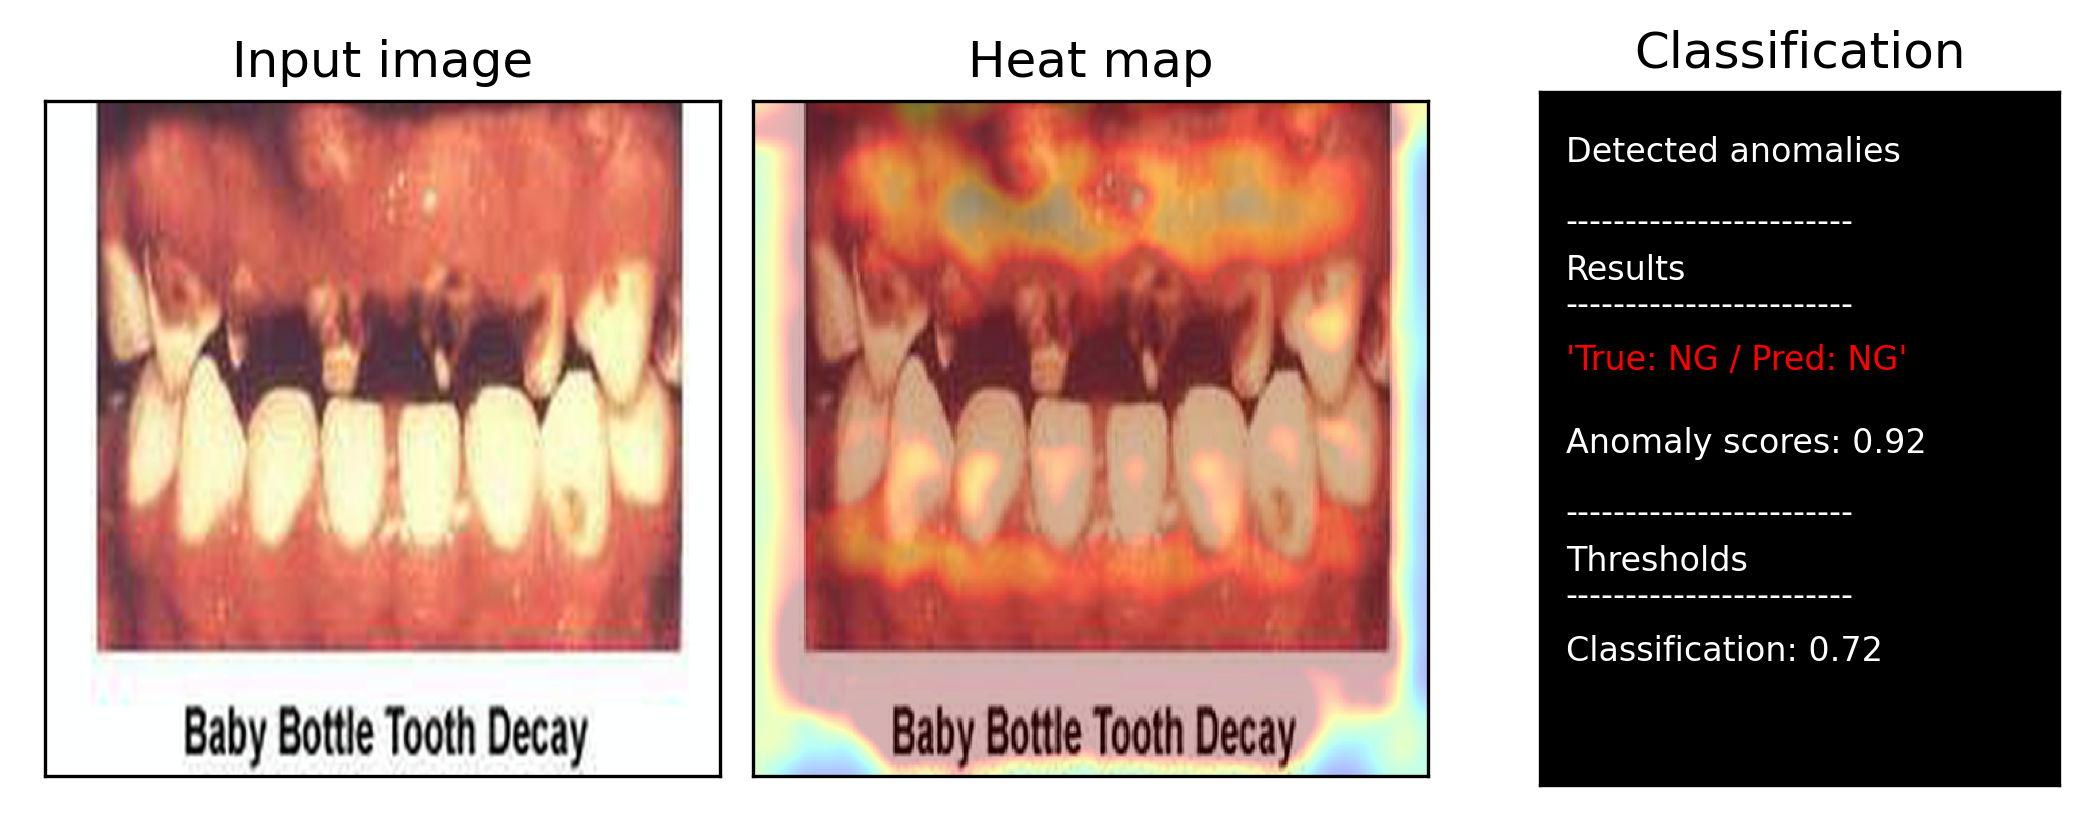 Input image
Baby Bottle Tooth Decay
Heat map
Baby Bottle Tooth Decay
Classification
Detected anomalies
------------------------
Results
------------------------
'True: NG / Pred: NG'
Anomaly scores: 0.92
------------------------
Thresholds
------------------------
Classification: 0.72